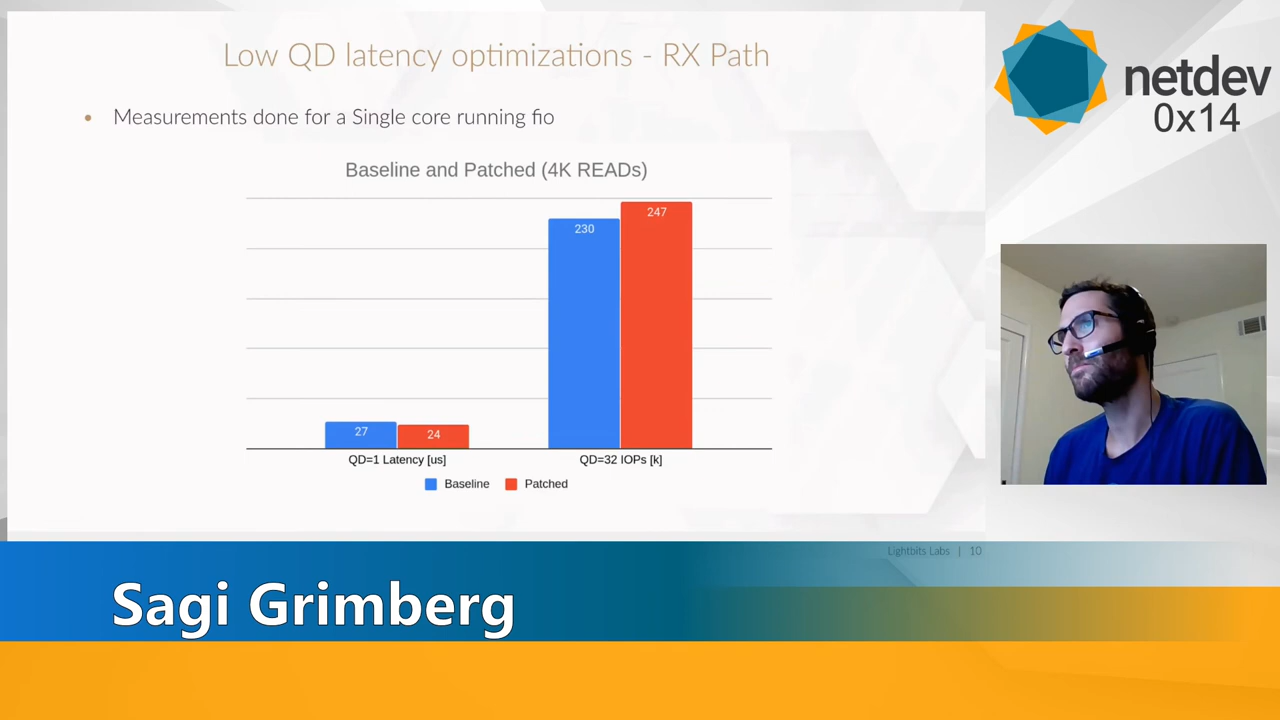 Low QD latency optimizations - RX Path
• Measurements done for a Single core running fio
Baseline and Patched (4K READs)
27
24
230
247
QD=1 Latency [us]
QD=32 IOPs [k]
Baseline
Patched
Lightbits Labs | 10
netdev
0x14
Sagi Grimberg